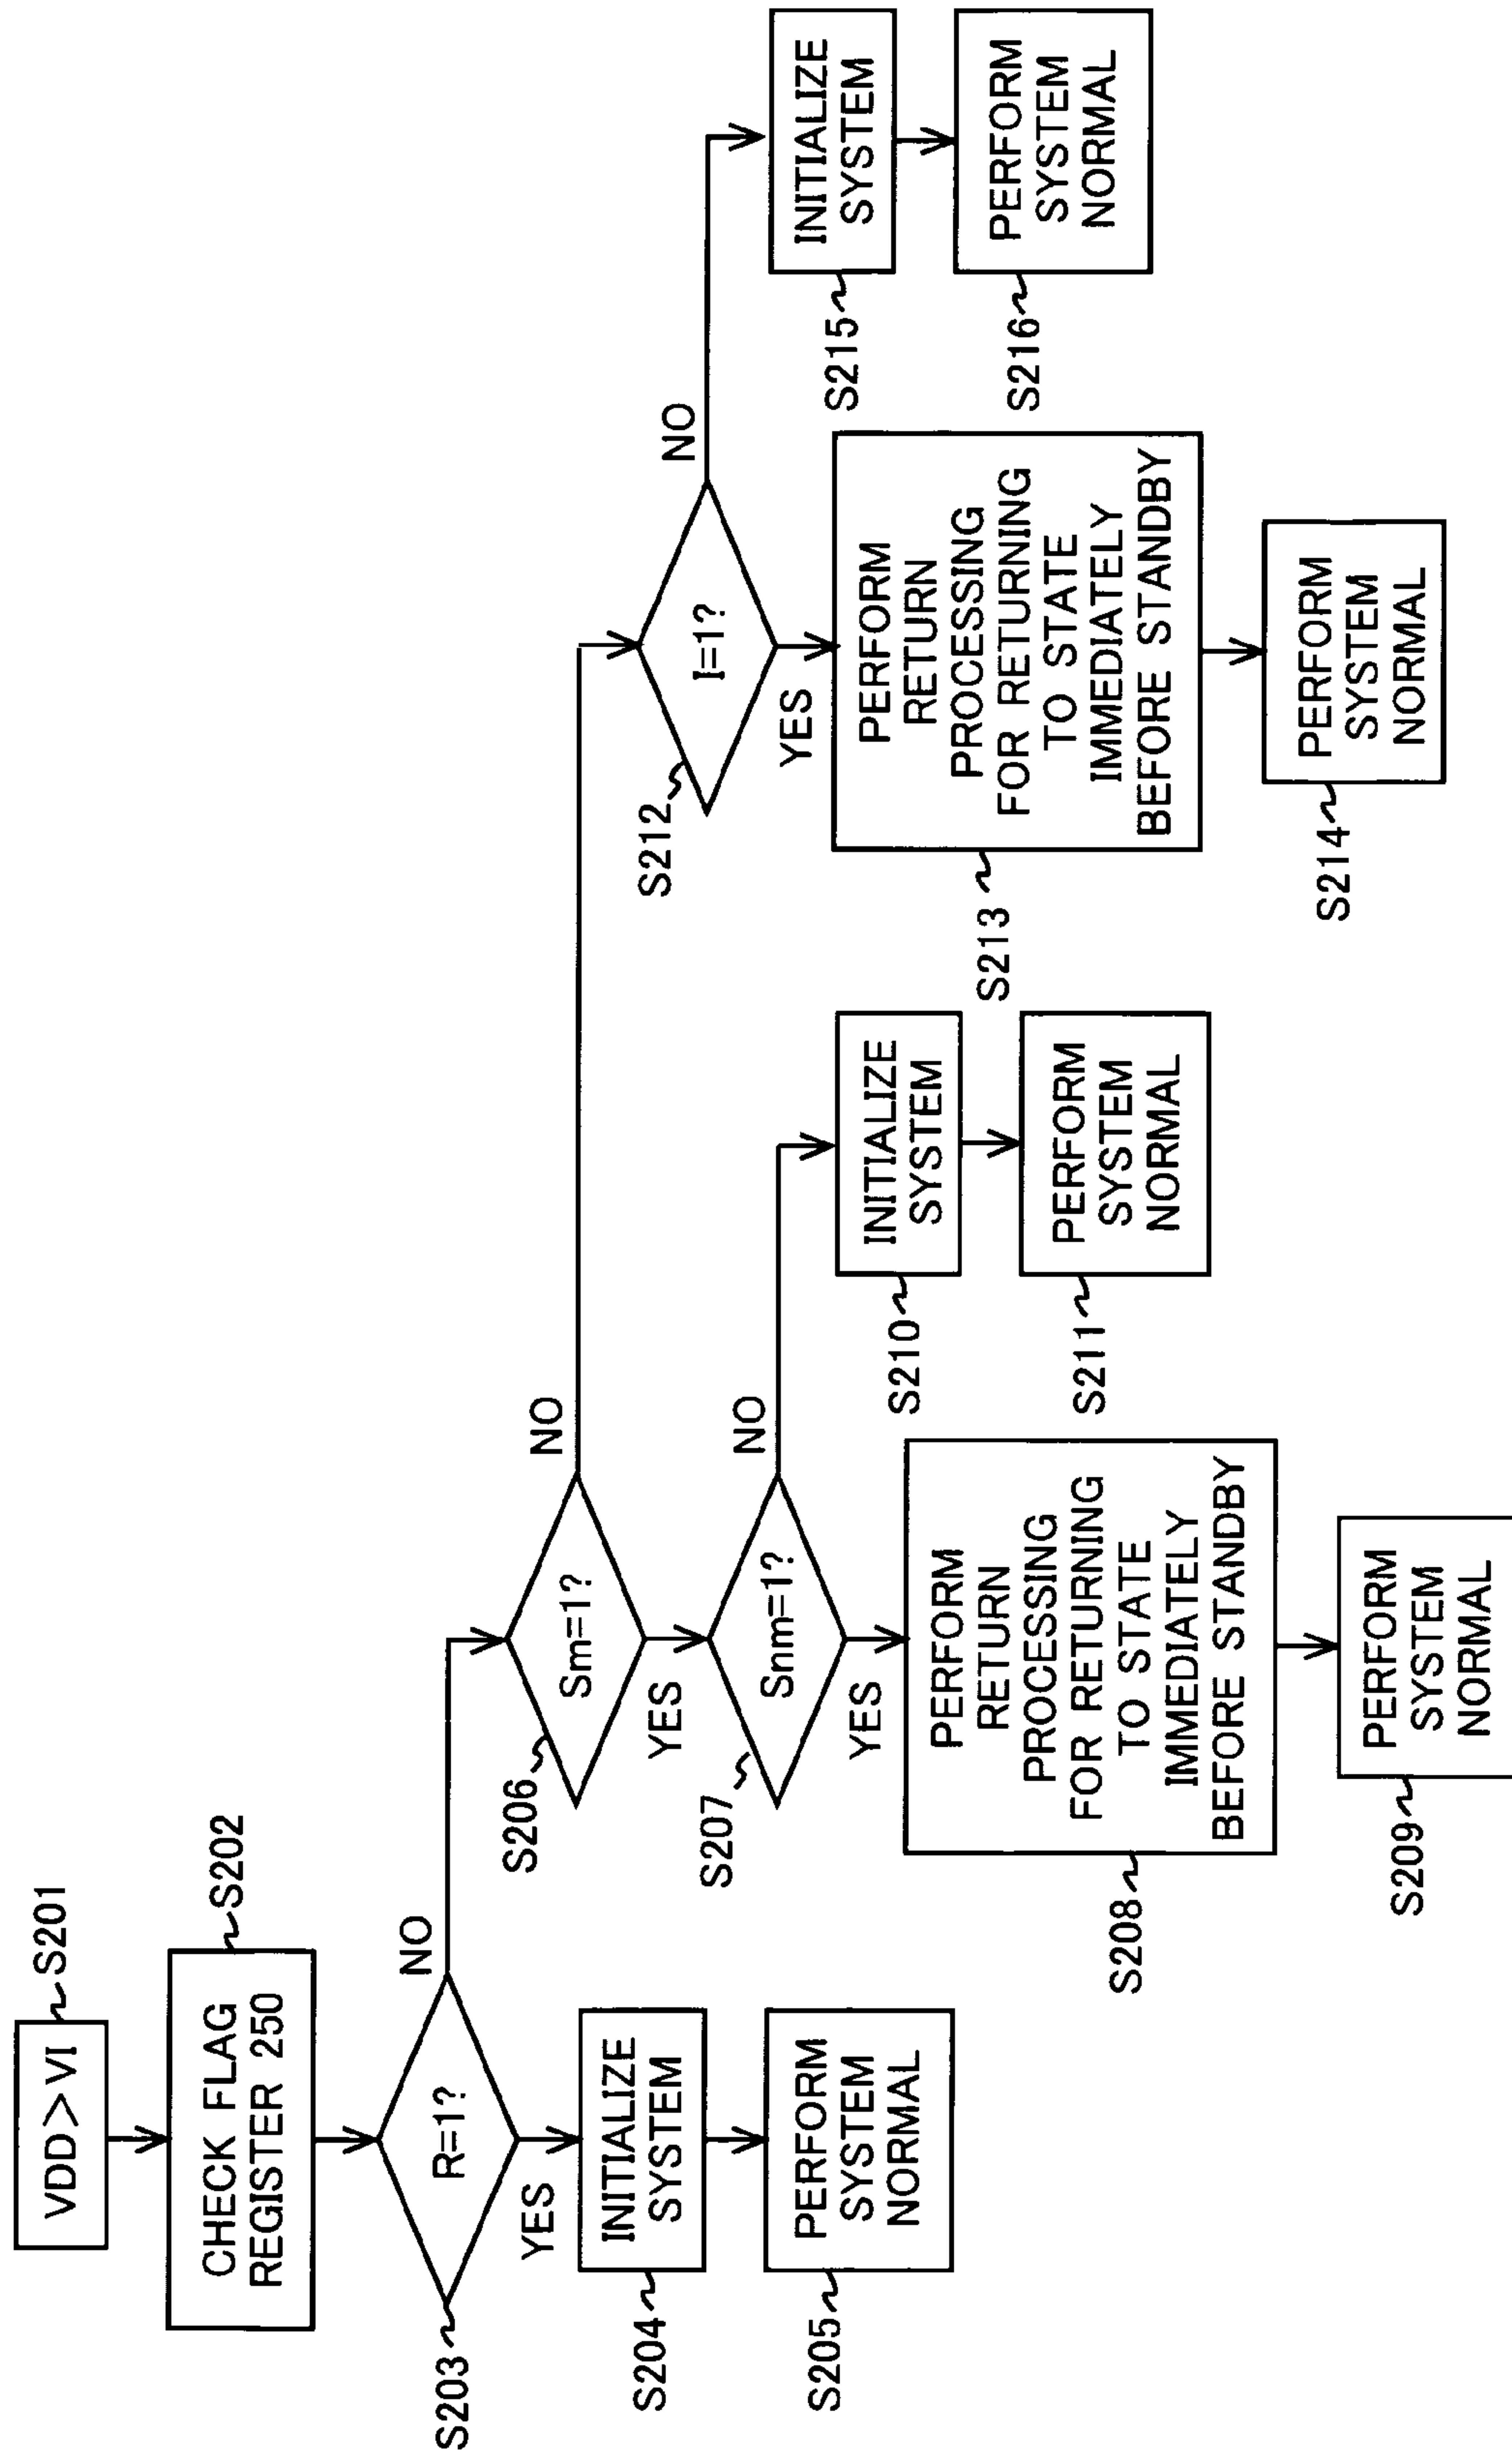 VDD>VI
S201
CHECK FLAG
REGISTER 250
S202
R=1?
S203
YES
NO
INITIALIZE
SYSTEM
S204
PERFORM
SYSTEM
NORMAL
S205
Sm=1?
S206
YES
NO
Snm=1?
S207
YES
NO
PERFORM
RETURN
PROCESSING
FOR RETURNING
TO STATE
IMMEDIATELY
BEFORE STANDBY
S208
PERFORM
SYSTEM
NORMAL
S209
INITIALIZE
SYSTEM
S210
PERFORM
SYSTEM
NORMAL
S211
I=1?
S212
YES
NO
PERFORM
RETURN
PROCESSING
FOR RETURNING
TO STATE
IMMEDIATELY
BEFORE STANDBY
S213
PERFORM
SYSTEM
NORMAL
S214
INITIALIZE
SYSTEM
S215
PERFORM
SYSTEM
NORMAL
S216